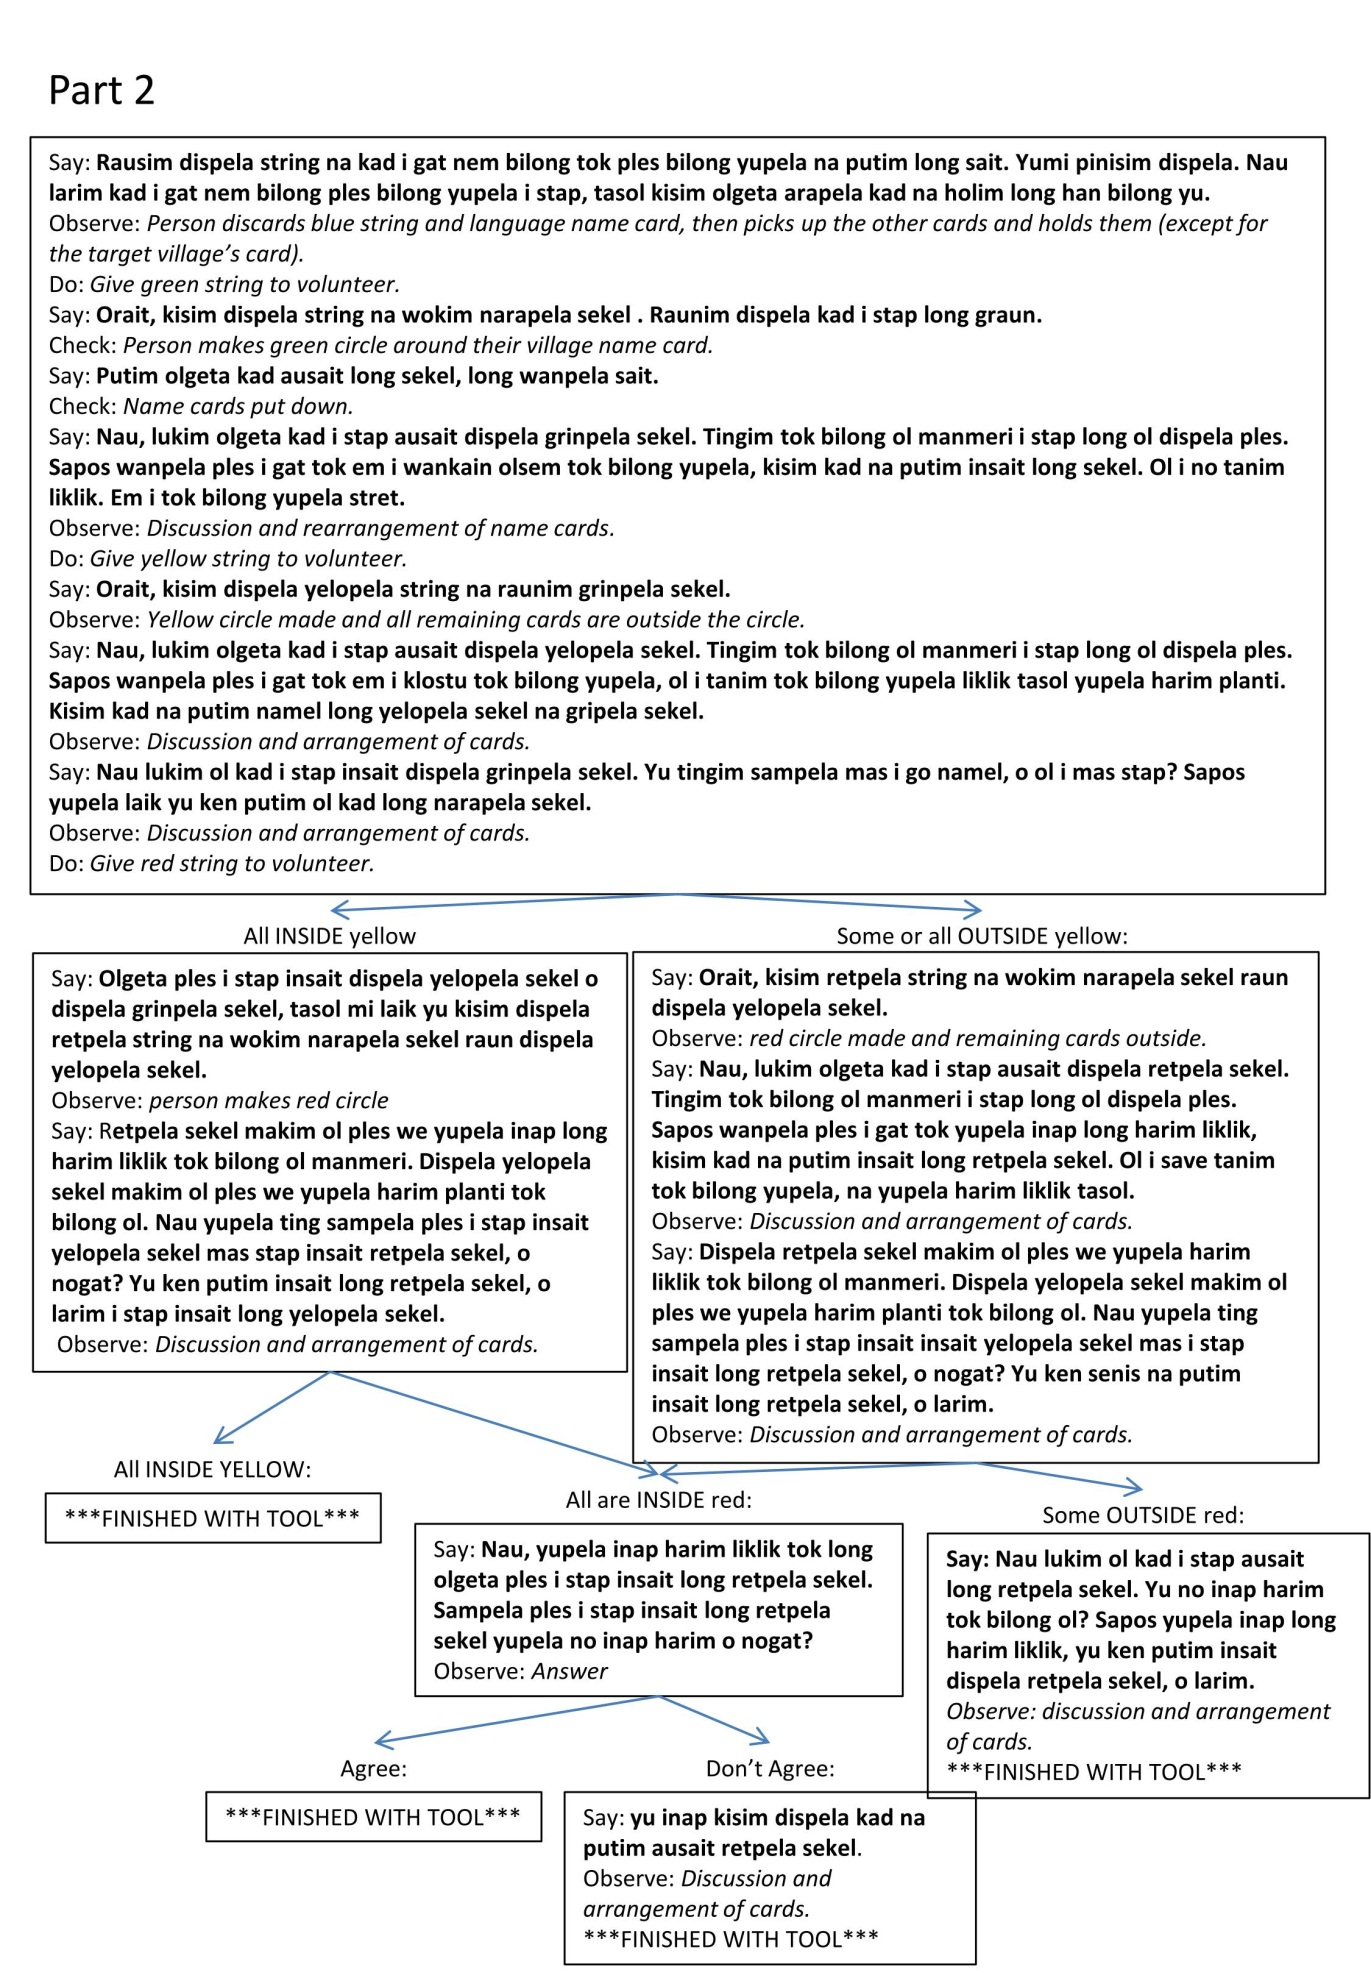 Part 2
Say: Rausim dispela string na kad i gat nem bilong tok ples bilong yupela na putim long sait. Yumi pinisim dispela. Nau
larim kad i gat nem bilong ples bilong yupela i stap, tasol kisim olgeta arapela kad na holim long han bilong yu.
Observe: Person discards blue string and language name card, then picks up the other cards and holds them (except for
the target village’s card).
Do: Give green string to volunteer.
Say: Orait, kisim dispela string na wokim narapela sekel . Raunim dispela kad i stap long graun.
Check: Person makes green circle around their village name card.
Say: Putim olgeta kad ausait long sekel, long wanpela sait.
Check: Name cards put down.
Say: Nau, lukim olgeta kad i stap ausait dispela grinpela sekel. Tingim tok bilong ol manmeri i stap long ol dispela ples.
Sapos wanpela ples i gat tok em i wankain olsem tok bilong yupela, kisim kad na putim insait long sekel. Ol i no tanim
liklik. Em i tok bilong yupela stret.
Observe: Discussion and rearrangement of name cards.
Do: Give yellow string to volunteer.
Say: Orait, kisim dispela yelopela string na raunim grinpela sekel.
Observe: Yellow circle made and all remaining cards are outside the circle.
Say: Nau, lukim olgeta kad i stap ausait dispela yelopela sekel. Tingim tok bilong ol manmeri i stap long ol dispela ples.
Sapos wanpela ples i gat tok em i klostu tok bilong yupela, ol i tanim tok bilong yupela liklik tasol yupela harim planti.
Kisim kad na putim namel long yelopela sekel na gripela sekel.
Observe: Discussion and arrangement of cards.
Say: Nau lukim ol kad i stap insait dispela grinpela sekel. Yu tingim sampela mas i go namel, o ol i mas stap? Sapos
yupela laik yu ken putim ol kad long narapela sekel.
Observe: Discussion and arrangement of cards.
Do: Give red string to volunteer.
All INSIDE yellow
Say: Olgeta ples i stap insait dispela yelopela sekel o
dispela grinpela sekel, tasol mi laik yu kisim dispela
retpela string na wokim narapela sekel raun dispela
yelopela sekel.
Observe: person makes red circle
Say: Retpela sekel makim ol ples we yupela inap long
harim liklik tok bilong ol manmeri. Dispela yelopela
sekel makim ol ples we yupela harim planti tok
bilong ol. Nau yupela ting sampela ples i stap insait
yelopela sekel mas stap insait retpela sekel, o
nogat? Yu ken putim insait long retpela sekel, o
larim i stap insait long yelopela sekel.
Observe: Discussion and arrangement of cards.
Some or all OUTSIDE yellow:
Say: Orait, kisim retpela string na wokim narapela sekel raun
dispela yelopela sekel.
Observe: red circle made and remaining cards outside.
Say: Nau, lukim olgeta kad i stap ausait dispela retpela sekel.
Tingim tok bilong ol manmeri i stap long ol dispela ples.
Sapos wanpela ples i gat tok yupela inap long harim liklik,
kisim kad na putim insait long retpela sekel. Ol i save tanim
tok bilong yupela, na yupela harim liklik tasol.
Observe: Discussion and arrangement of cards.
Say: Dispela retpela sekel makim ol ples we yupela harim
liklik tok bilong ol manmeri. Dispela yelopela sekel makim ol
ples we yupela harim planti tok bilong ol. Nau yupela ting
sampela ples i stap insait insait yelopela sekel mas i stap
insait long retpela sekel, o nogat? Yu ken senis na putim
insait long retpela sekel, o larim.
Observe: Discussion and arrangement of cards.
All INSIDE YELLOW:
***FINISHED WITH TOOL***
All are INSIDE red:
Say: Nau, yupela inap harim liklik tok long
olgeta ples i stap insait long retpela sekel.
Sampela ples i stap insait long retpela
sekel yupela no inap harim o nogat?
Observe: Answer
Some OUTSIDE red:
Say: Nau lukim ol kad i stap ausait
long retpela sekel. Yu no inap harim
tok bilong ol? Sapos yupela inap long
harim liklik, yu ken putim insait
dispela retpela sekel, o larim.
Observe: discussion and arrangement
of cards.
***FINISHED WITH TOOL***
Agree:
***FINISHED WITH TOOL***
Don’t Agree:
Say: yu inap kisim dispela kad na
putim ausait retpela sekel.
Observe: Discussion and
arrangement of cards.
***FINISHED WITH TOOL***